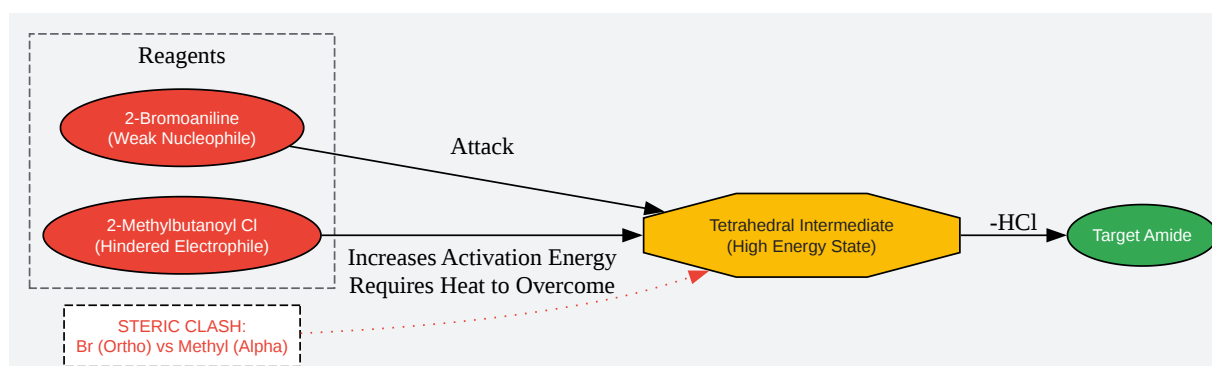 Reagents
2-Bromoaniline
(Weak Nucleophile)
Attack
2-Methylbutanoyl Cl
(Hindered Electrophile)
Increases Activation Energy
Requires Heat to Overcome
Tetrahedral Intermediate
(High Energy State)
-HCl
Target Amide
STERIC CLASH:
Br (Ortho) vs Methyl (Alpha)